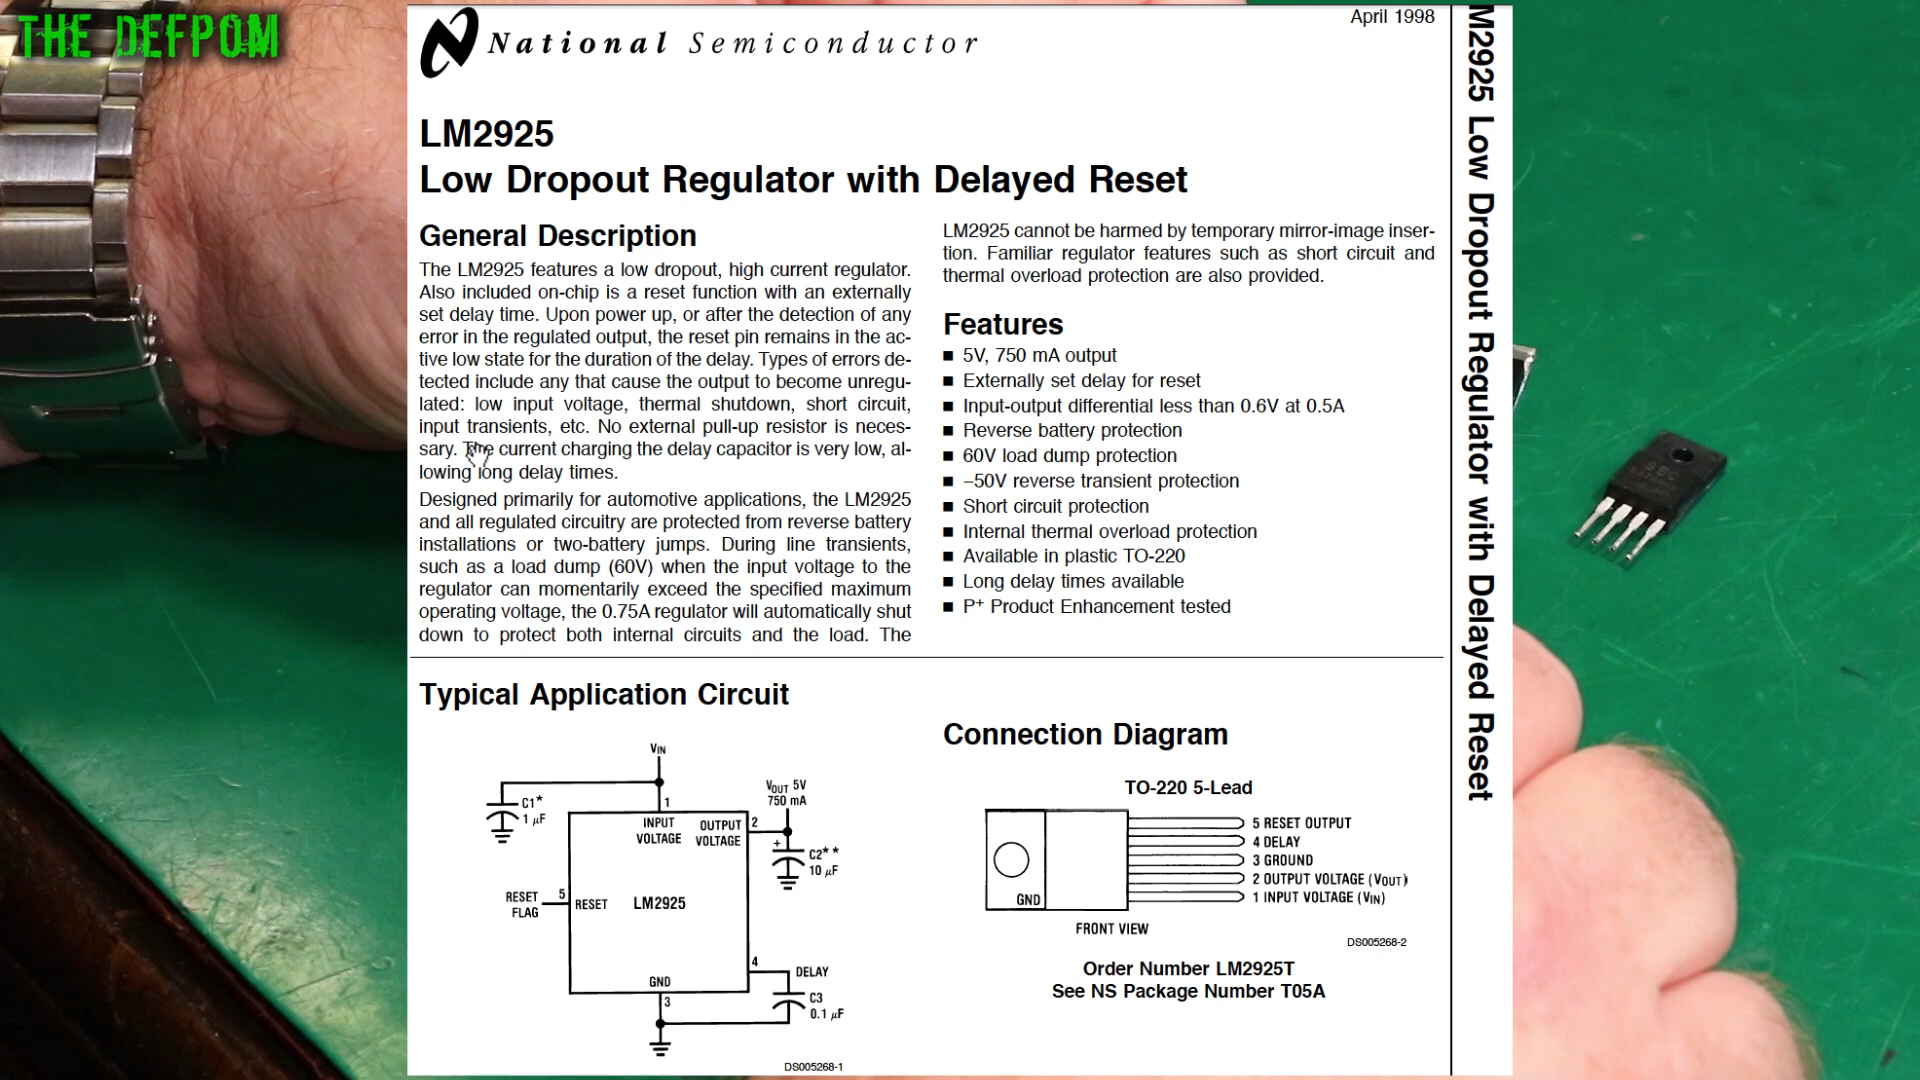 THE DEFPOM
National Semiconductor
April 1998
LM2925
Low Dropout Regulator with Delayed Reset
General Description
The LM2925 features a low dropout, high current regulator.
Also included on-chip is a reset function with an externally
set delay time. Upon power up, or after the detection of any
error in the regulated output, the reset pin remains in the ac-
tive low state for the duration of the delay. Types of errors de-
tected include any that cause the output to become unregu-
lated: low input voltage, thermal shutdown, short circuit,
input transients, etc. No external pull-up resistor is neces-
sary. The current charging the delay capacitor is very low, al-
lowing long delay times.
Designed primarily for automotive applications, the LM2925
and all regulated circuitry are protected from reverse battery
installations or two-battery jumps. During line transients,
such as a load dump (60V) when the input voltage to the
regulator can momentarily exceed the specified maximum
operating voltage, the 0.75A regulator will automatically shut
down to protect both internal circuits and the load. The
LM2925 cannot be harmed by temporary mirror-image inser-
tion. Familiar regulator features such as short circuit and
thermal overload protection are also provided.
Features
■ 5V, 750 mA output
■ Externally set delay for reset
■ Input-output differential less than 0.6V at 0.5A
■ Reverse battery protection
■ 60V load dump protection
■ −50V reverse transient protection
■ Short circuit protection
■ Internal thermal overload protection
■ Available in plastic TO-220
■ Long delay times available
■ P+ Product Enhancement tested
Typical Application Circuit
VIN
C1*
1 µF
1
INPUT
VOLTAGE
OUTPUT
VOLTAGE
2
VOUT 5V
750 mA
+
C2**
10 µF
RESET
FLAG
5
RESET
LM2925
4
DELAY
GND
3
C3
0.1 µF
DS005268-1
Connection Diagram
TO-220 5-Lead
GND
5 RESET OUTPUT
4 DELAY
3 GROUND
2 OUTPUT VOLTAGE (VOUT)
1 INPUT VOLTAGE (VIN)
FRONT VIEW
DS005268-2
Order Number LM2925T
See NS Package Number T05A
M2925 Low Dropout Regulator with Delayed Reset
SEC